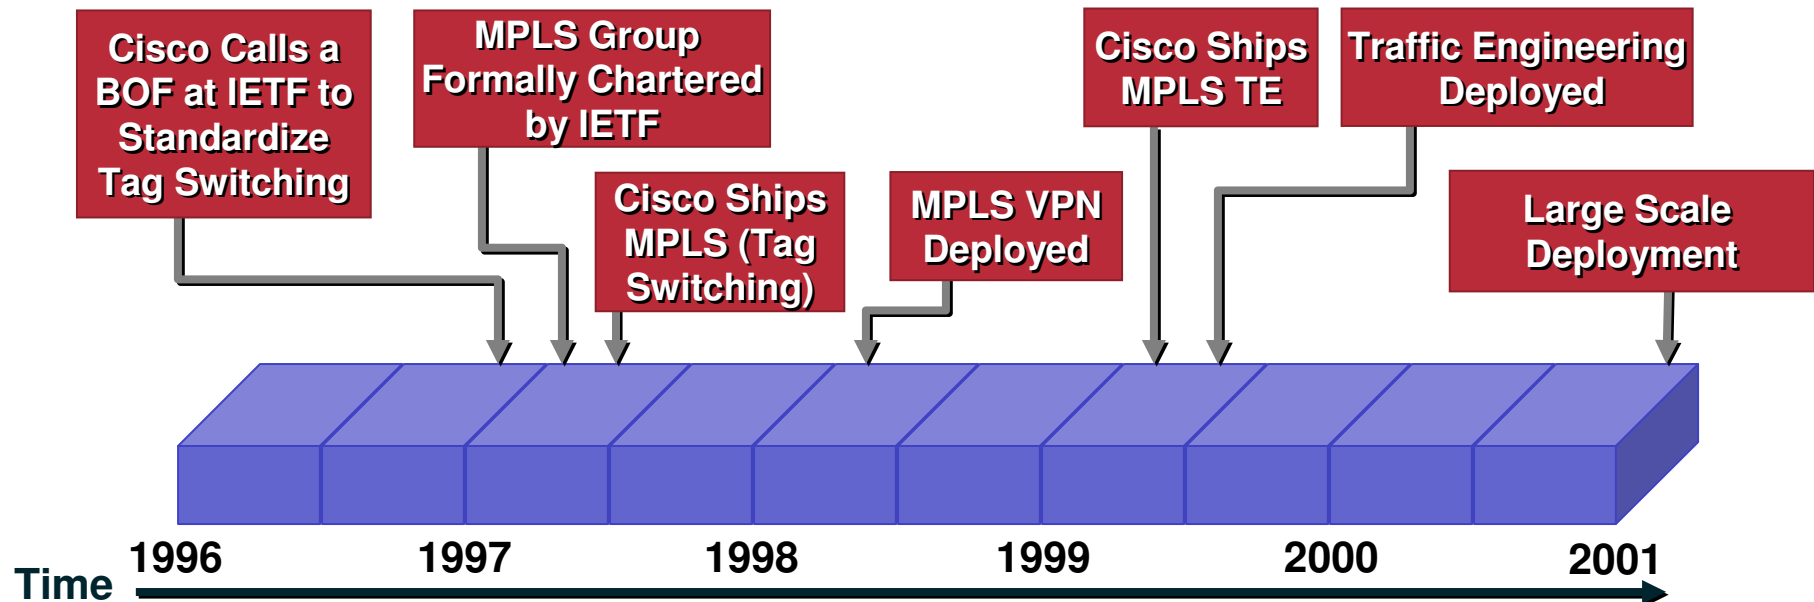 Cisco Calls a
BOF at IETF to
Standardize
Tag Switching
MPLS Group
Formally Chartered
by IETF
Cisco Ships
MPLS (Tag
Switching)
MPLS VPN
Deployed
Cisco Ships
MPLS TE
Traffic Engineering
Deployed
Large Scale
Deployment
1996 1997 1998 1999 2000 2001
Time